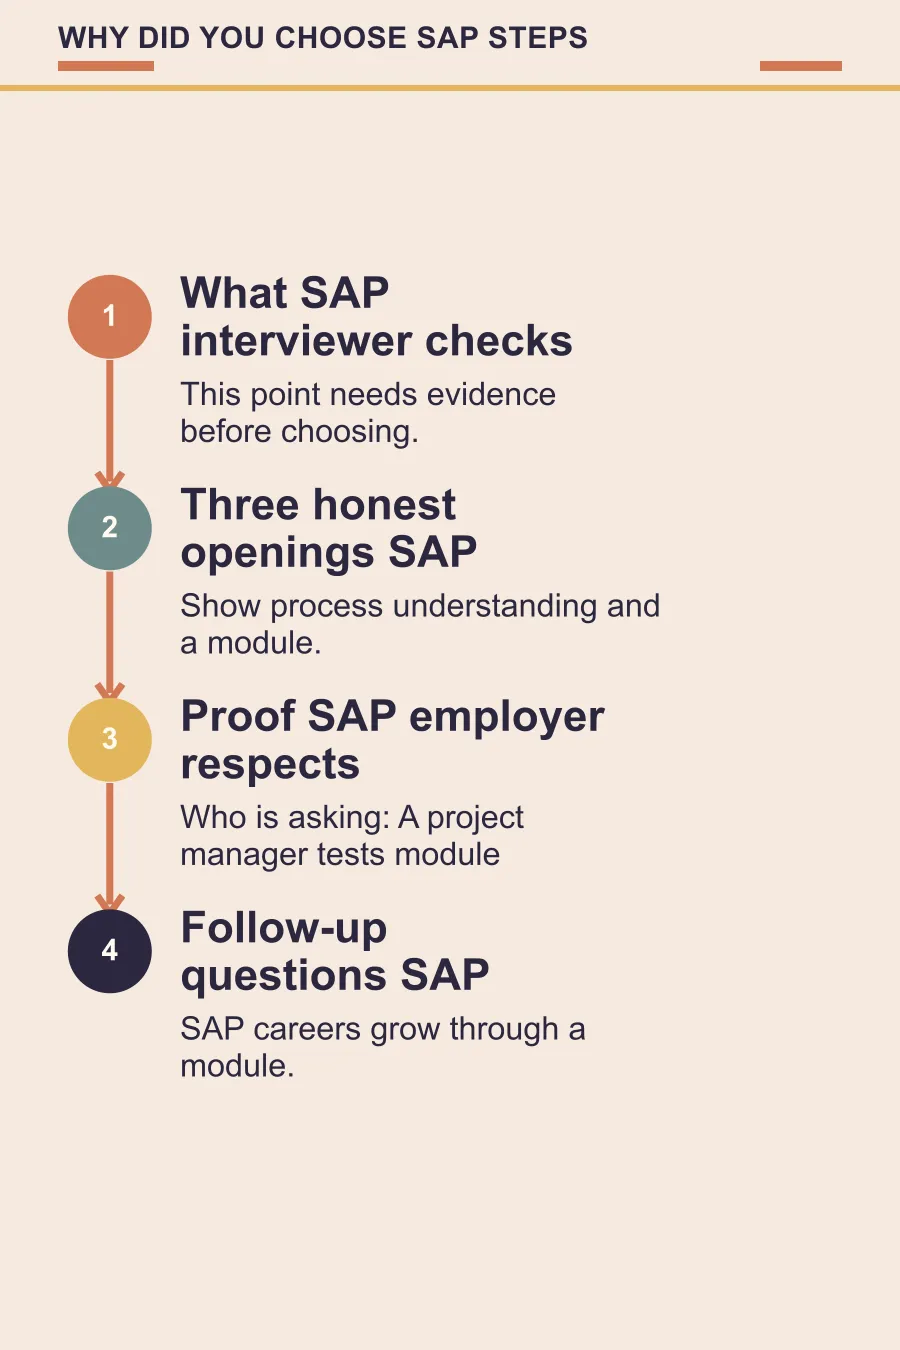 WHY DID YOU CHOOSE SAP STEPS
1
What SAP
interviewer checks
This point needs evidence
before choosing.
2
Three honest
openings SAP
Show process understanding and
a module.
3
Proof SAP employer
respects
Who is asking: A project
manager tests module
4
Follow-up
questions SAP
SAP careers grow through a
module.